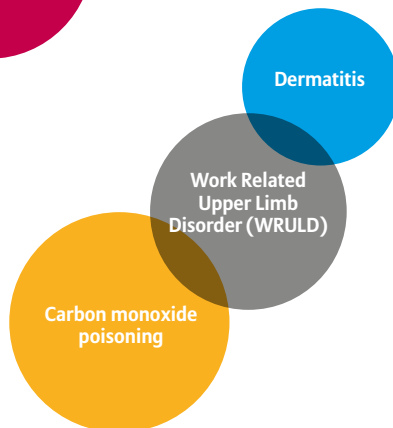 Dermatitis
Work Related
Upper Limb
Disorder (WRULD)
Carbon monoxide
poisoning